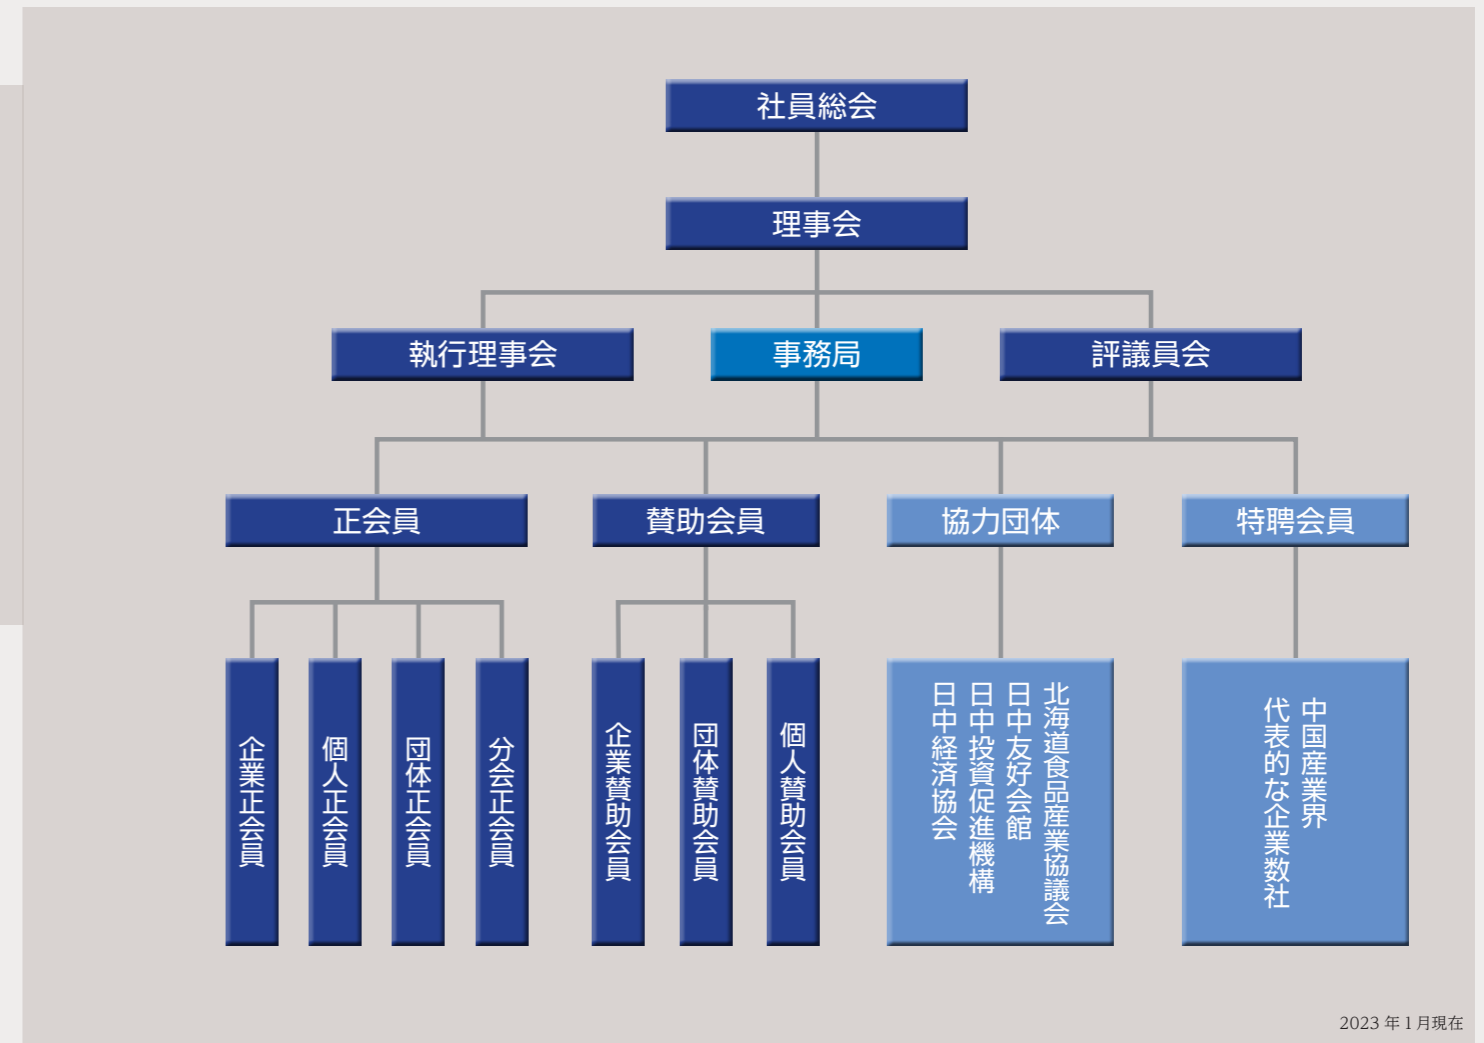 社員総会
理事会
執行理事会
事務局
評議員会
正会員
賛助会員
協力団体
特聘会員
企業正会員
個人正会員
団体正会員
分会正会員
企業賛助会員
団体賛助会員
個人賛助会員
北海道食品産業協議会
日中友好会館
日中投資促進機構
日中経済協会
中国産業界
代表的な企業数社
2023 年 1 月現在